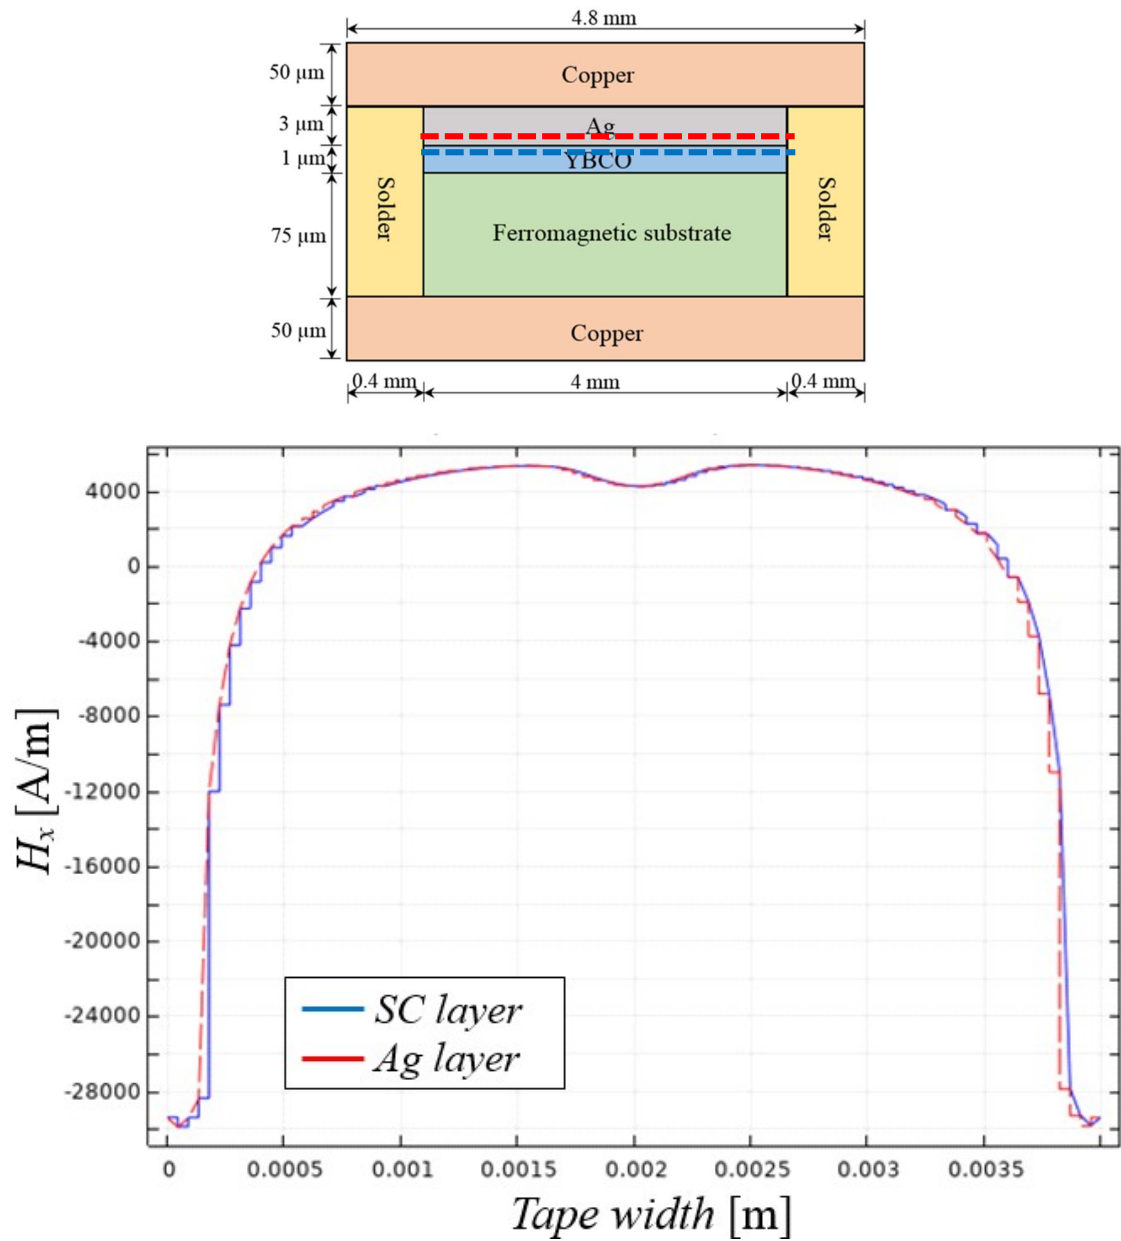 4.8 mm
50 µm
Copper
3 µm
Ag
1 µm
YBCO
Solder
Solder
75 µm
Ferromagnetic substrate
50 µm
Copper
0.4 mm
4 mm
0.4 mm
4000
0
-4000
-8000
-12000
-16000
-20000
-24000
-28000
Hx [A/m]
SC layer
Ag layer
0 0.0005 0.001 0.0015 0.002 0.0025 0.003 0.0035
Tape width [m]